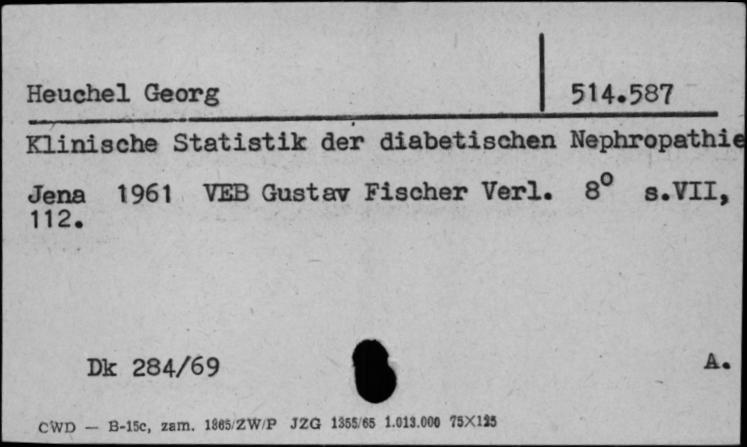 Heuchel Georg 514.587
Klinische Statistik der diabetischen Nephropathie
Jena 1961 VEB Gustav Fischer Verl. 8° s.VII,
112.
Dk 284/69 A.
CWD — B-15c, zam. 1865/ZW/P JZG 1355/65 1.013.000 75X125